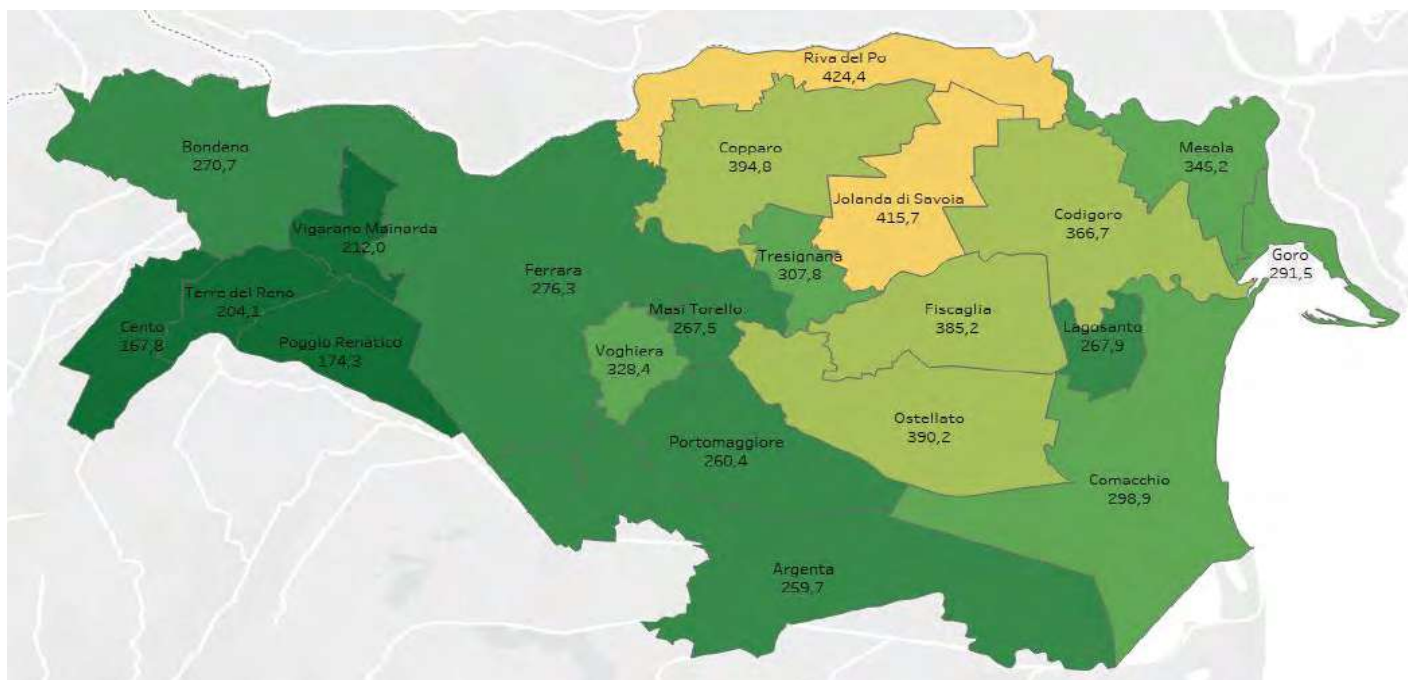 Riva del Po
424,4
Bondeno
270,7
Copparo
394,8
Mesola
345,2
Jolanda di Savoia
415,7
Vigarano Mainarda
212,0
Codigoro
366,7
Tresignana
307,8
Goro
291,5
Ferrara
276,3
Terre del Reno
204,1
Masi Torello
267,5
Fiscaglia
385,2
Cento
167,8
Lagosanto
267,9
Poggio Renatico
174,3
Voghiera
328,4
Ostellato
390,2
Portomaggiore
260,4
Comacchio
298,9
Argenta
259,7